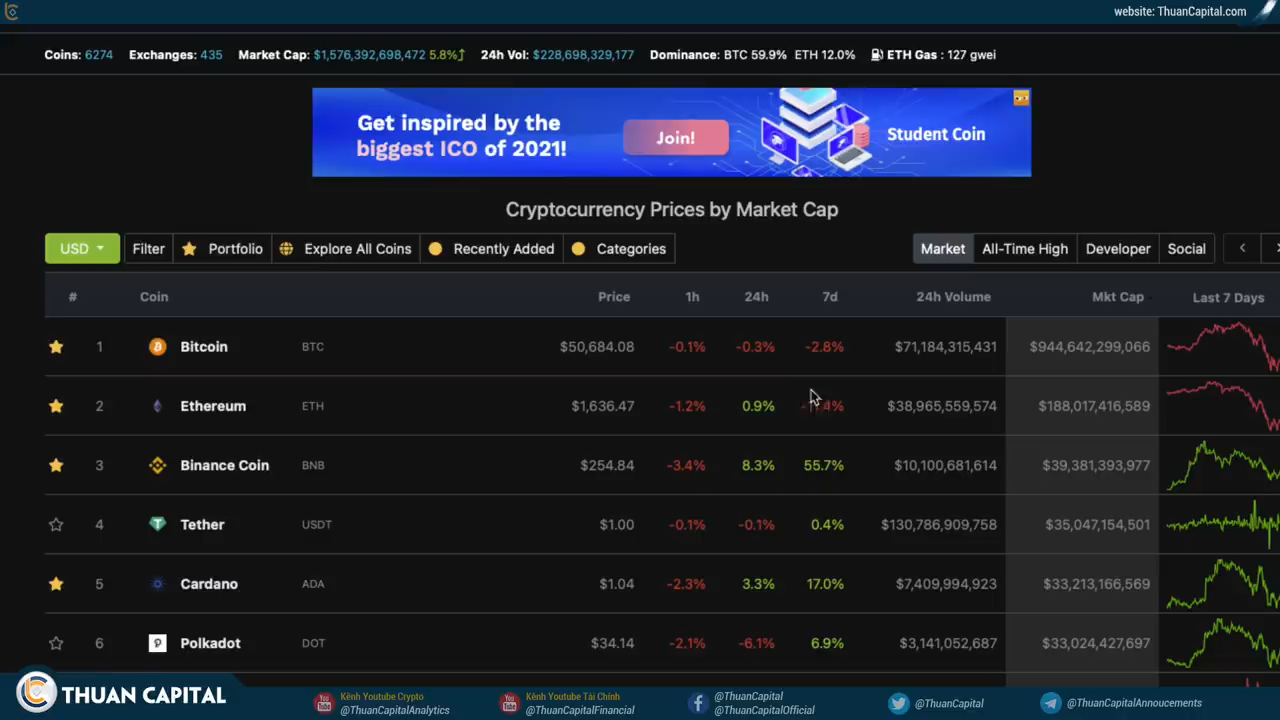 website: ThuanCapital.com
Coins: 6274 Exchanges: 435 Market Cap: $1,576,392,698,472 5.8% 24h Vol: $228,698,329,177 Dominance: BTC 59.9% ETH 12.0% ETH Gas : 127 gwei
Get inspired by the
biggest ICO of 2021!
Join!
Student Coin
Cryptocurrency Prices by Market Cap
USD Filter Portfolio Explore All Coins Recently Added Categories Market All-Time High Developer Social
# Coin Price 1h 24h 7d 24h Volume Mkt Cap Last 7 Days
1 Bitcoin BTC $50,684.08 -0.1% -0.3% -2.8% $71,184,315,431 $944,642,299,066
2 Ethereum ETH $1,636.47 -1.2% 0.9% $38,965,559,574 $188,017,416,589
3 Binance Coin BNB $254.84 -3.4% 8.3% 55.7% $10,100,681,614 $39,381,393,977
4 Tether USDT $1.00 -0.1% -0.1% 0.4% $130,786,909,758 $35,047,154,501
5 Cardano ADA $1.04 -2.3% 3.3% 17.0% $7,409,994,923 $33,213,166,569
6 Polkadot DOT $34.14 -2.1% -6.1% 6.9% $3,141,052,687 $33,024,427,697
THUAN CAPITAL
Kênh Youtube Crypto
@ThuanCapitalAnalytics
Kênh Youtube Tài Chính
@ThuanCapitalFinancial
@ThuanCapital
@ThuanCapitalOfficial
@ThuanCapital
@ThuanCapitalAnnoucements